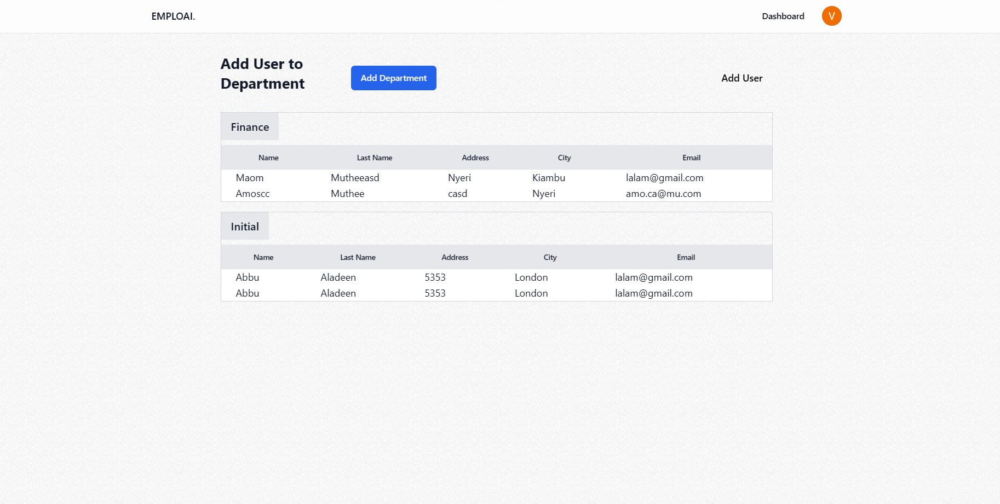 EMPLOAI. Dashboard V
Add User to
Department
Add Department
Add User
Finance
Name Last Name Address City Email
Maom Mutheeasd Nyeri Kiambu lalam@gmail.com
Amoscc Muthee casd Nyeri amo.ca@mu.com
Initial
Name Last Name Address City Email
Abbu Aladeen 5353 London lalam@gmail.com
Abbu Aladeen 5353 London lalam@gmail.com